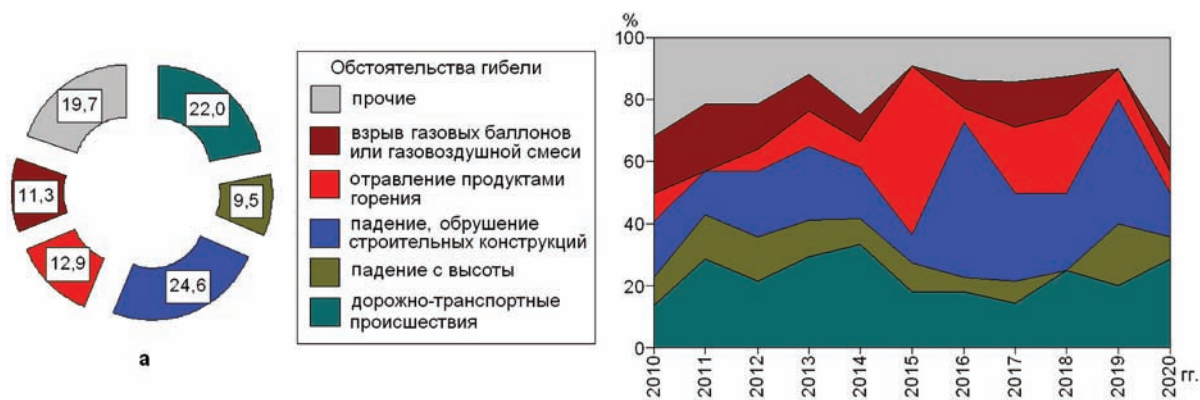 19,7
22,0
11,3
9,5
12,9
24,6
а
Обстоятельства гибели
прочие
взрыв газовых баллонов
или газовоздушной смеси
отравление продуктами
горения
падение, обрушение
строительных конструкций
падение с высоты
дорожно-транспортные
происшествия
%
100
80
60
40
20
0
2010
2011
2012
2013
2014
2015
2016
2017
2018
2019
2020
гг.